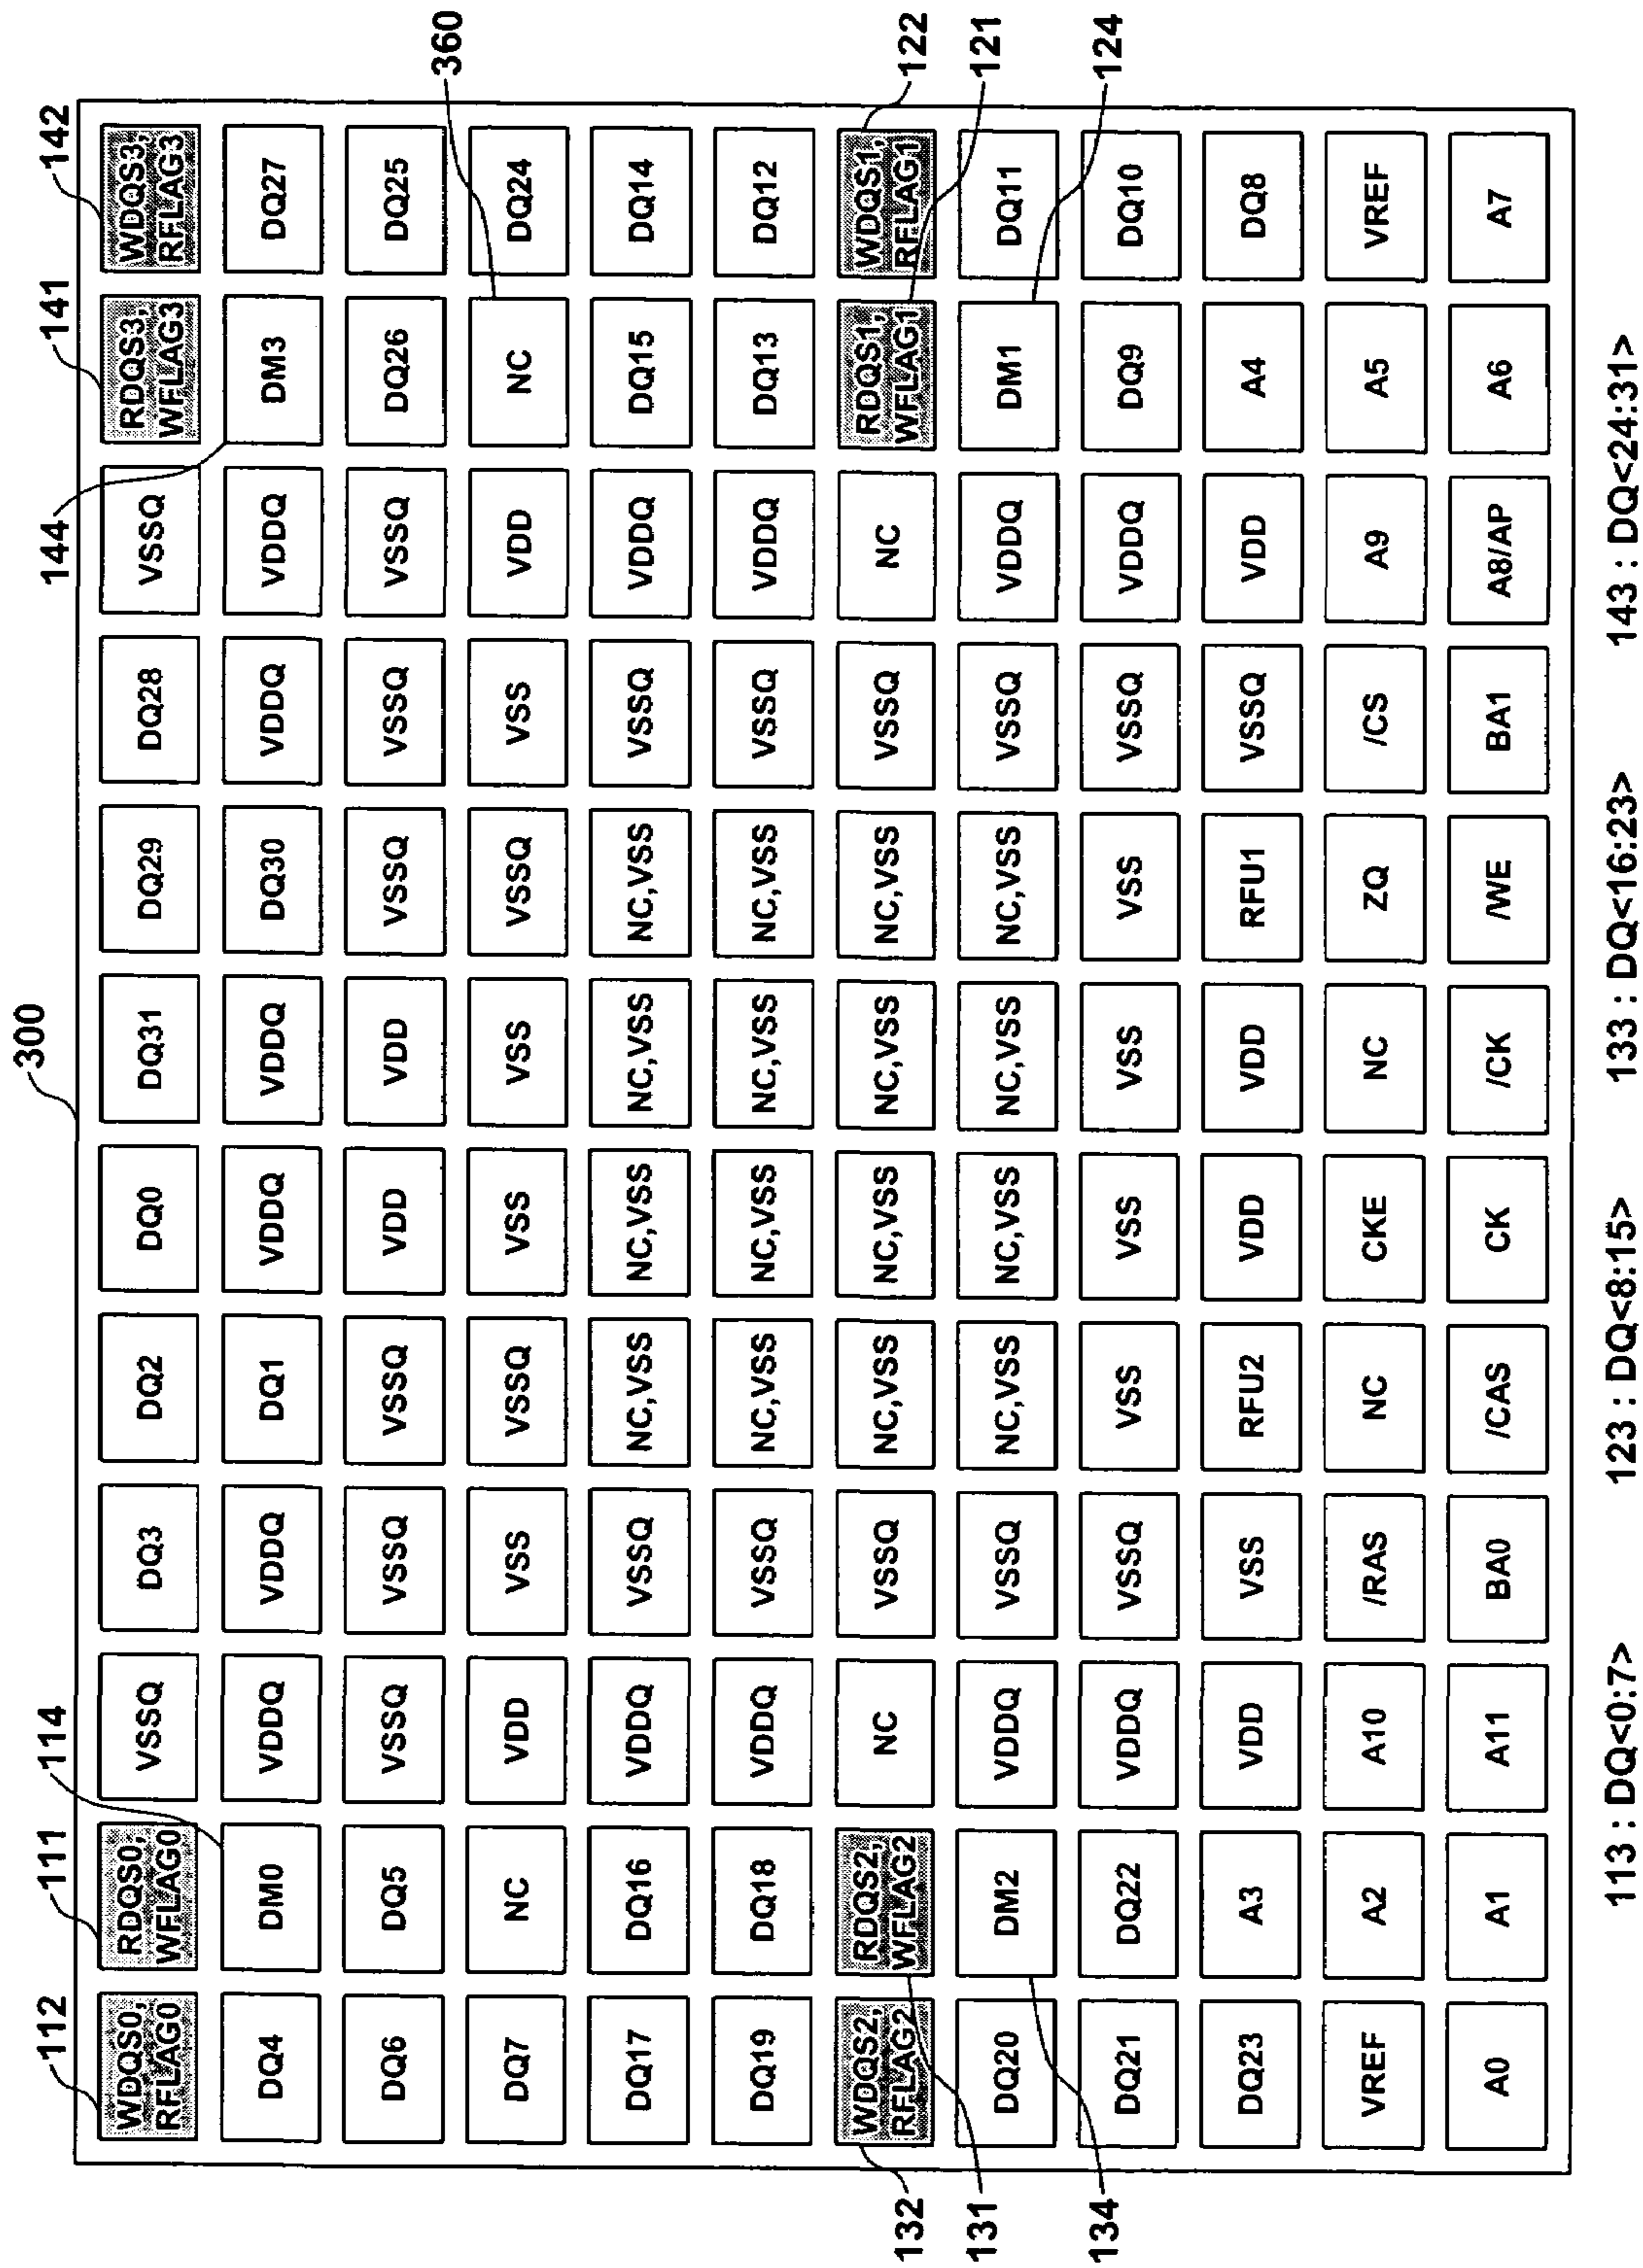 300
112 111 114 144 141 142
WDQS0, RFLAG0 RDQS0, WFLAG0 VSSQ DQ3 DQ2 DQ0 DQ31 DQ29 DQ28 VSSQ RDQS3, WFLAG3 WDQS3, RFLAG3
DQ4 DM0 VDDQ VDDQ DQ1 VDDQ VDDQ DQ30 VDDQ VDDQ DM3 DQ27
DQ6 DQ5 VSSQ VSSQ VSSQ VDD VDD VSSQ VSSQ VSSQ DQ26 DQ25
360
DQ7 NC VDD VSS VSSQ VSS VSS VSSQ VSS VDD NC DQ24
DQ17 DQ16 VDDQ VSSQ NC,VSS NC,VSS NC,VSS NC,VSS VSSQ VDDQ DQ15 DQ14
DQ19 DQ18 VDDQ VSSQ NC,VSS NC,VSS NC,VSS NC,VSS VSSQ VDDQ DQ13 DQ12
132 122
WDQS2, RFLAG2 RDQS2, WFLAG2 NC VSSQ NC,VSS NC,VSS NC,VSS NC,VSS VSSQ NC RDQS1, WFLAG1 WDQS1, RFLAG1
131 121
DQ20 DM2 VDDQ VSSQ NC,VSS NC,VSS NC,VSS NC,VSS VSSQ VDDQ DM1 DQ11
134 124
DQ21 DQ22 VDDQ VSSQ VSS VSS VSS VSS VSSQ VDDQ DQ9 DQ10
DQ23 A3 VDD VSS RFU2 VDD VDD RFU1 VSSQ VDD A4 DQ8
VREF A2 A10 /RAS NC CKE NC ZQ /CS A9 A5 VREF
A0 A1 A11 BA0 /CAS CK /CK /WE BA1 A8/AP A6 A7
113 : DQ<0:7> 123 : DQ<8:15> 133 : DQ<16:23> 143 : DQ<24:31>